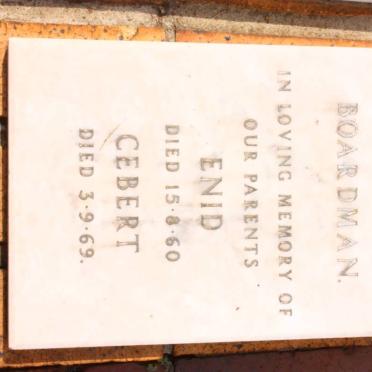 BOARDMAN.
IN LOVING MEMORY OF
OUR PARENTS
ENID
DIED 15·8·60
CEBERT
DIED 3·9·69.